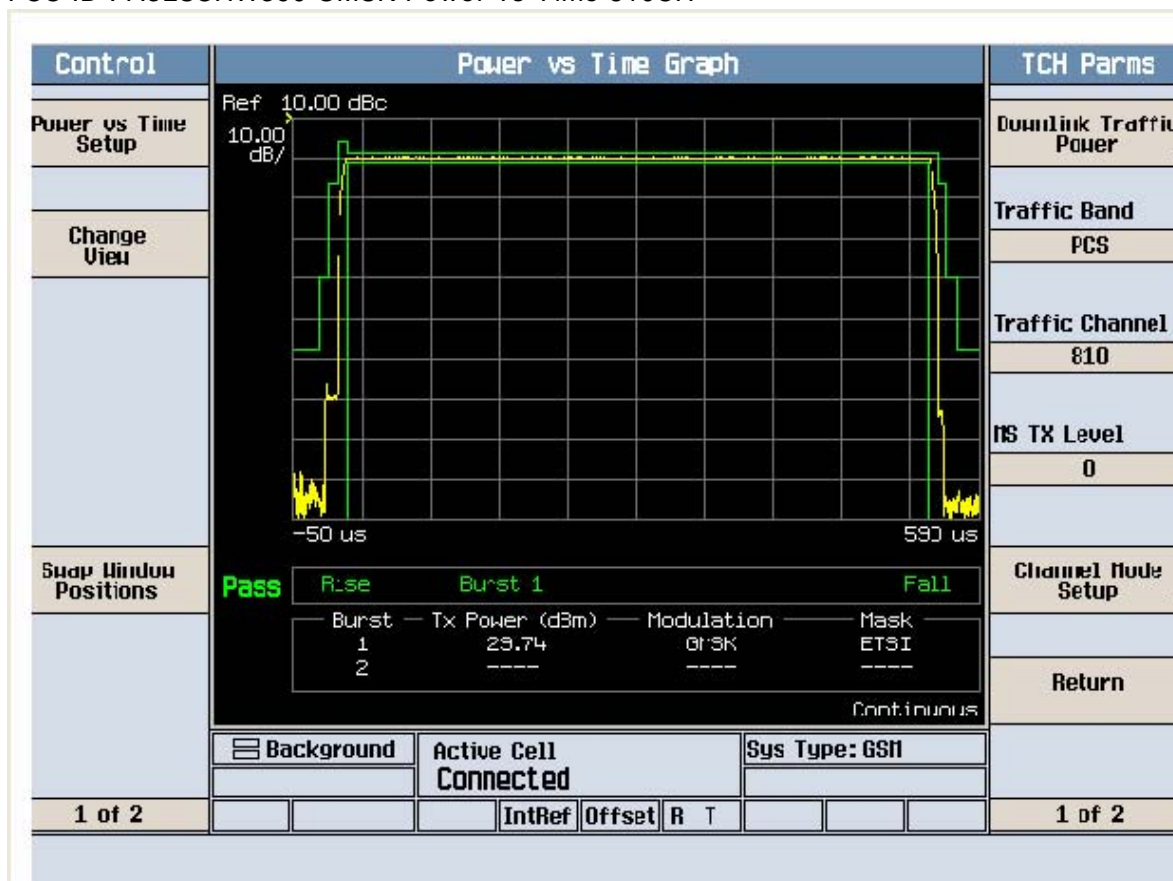 Control
Power vs Time Graph
TCH Parms
Power vs Time
Setup
Change
View
Swap Window
Positions
1 of 2
Ref 10.00 dBc
10.00
dB/
-50 us
593 us
Pass Rise Burst 1 Fall
Burst Tx Power (dBm) Modulation Mask
1 29.74 GMSK ETSI
2 ---- ---- ----
Continuous
Background
Active Cell
Connected
Sys Type: GSM
IntRef Offset R T
Downlink Traffic
Power
Traffic Band
PCS
Traffic Channel
810
MS TX Level
0
Channel Mode
Setup
Return
1 of 2